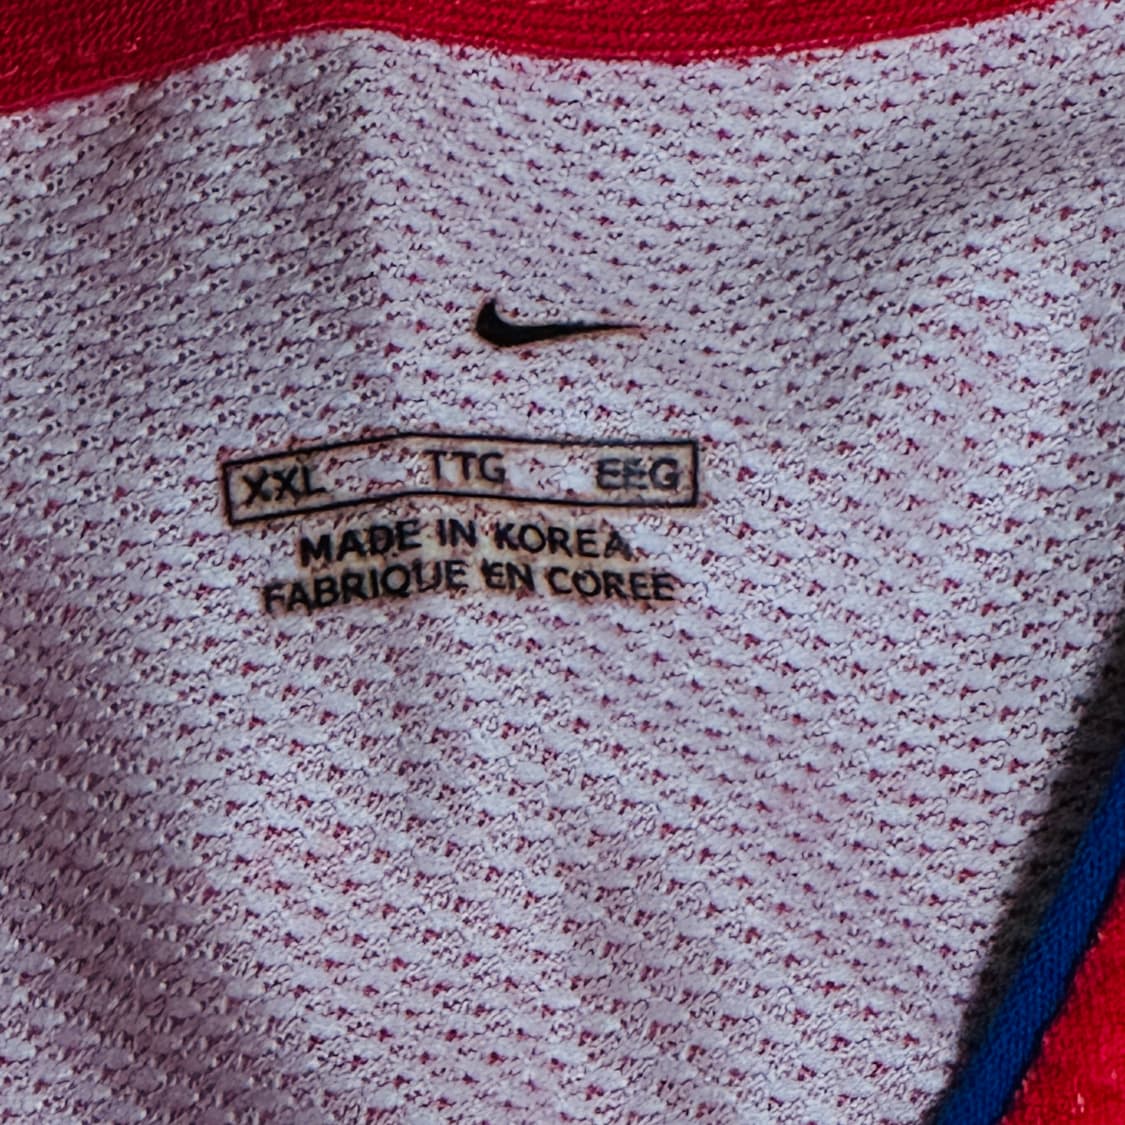 XXL TTG EEG
MADE IN KOREA
FABRIQUE EN COREE